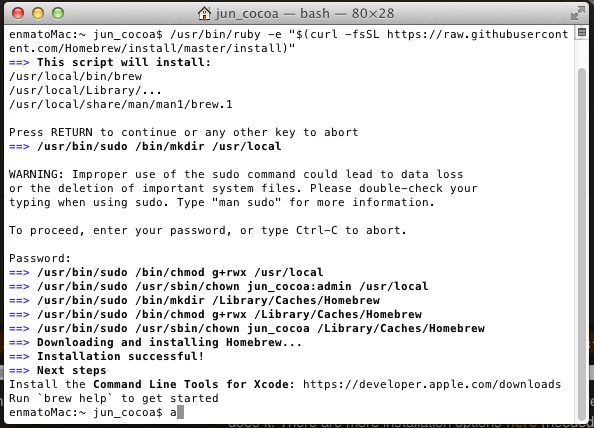 jun_cocoa — bash — 80×28
enmatoMac:~ jun_cocoa$ /usr/bin/ruby -e "$(curl -fsSL https://raw.githubusercont
ent.com/Homebrew/install/master/install)"
==> This script will install:
/usr/local/bin/brew
/usr/local/Library/...
/usr/local/share/man/man1/brew.1
Press RETURN to continue or any other key to abort
==> /usr/bin/sudo /bin/mkdir /usr/local
WARNING: Improper use of the sudo command could lead to data loss
or the deletion of important system files. Please double-check your
typing when using sudo. Type "man sudo" for more information.
To proceed, enter your password, or type Ctrl-C to abort.
Password:
==> /usr/bin/sudo /bin/chmod g+rwx /usr/local
==> /usr/bin/sudo /usr/sbin/chown jun_cocoa:admin /usr/local
==> /usr/bin/sudo /bin/mkdir /Library/Caches/Homebrew
==> /usr/bin/sudo /bin/chmod g+rwx /Library/Caches/Homebrew
==> /usr/bin/sudo /usr/sbin/chown jun_cocoa /Library/Caches/Homebrew
==> Downloading and installing Homebrew...
==> Installation successful!
==> Next steps
Install the Command Line Tools for Xcode: https://developer.apple.com/downloads
Run `brew help` to get started
enmatoMac:~ jun_cocoa$ a
does it. There are more installation options here (needed